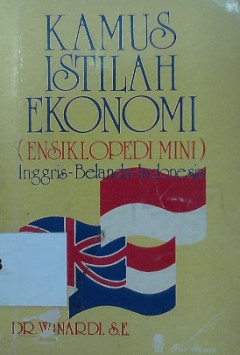 KAMUS
ISTILAH
EKONOMI
(ENSIKLOPEDI MINI)
Inggris-Belanda-Indonesia
DR. WINARDI, S.E.